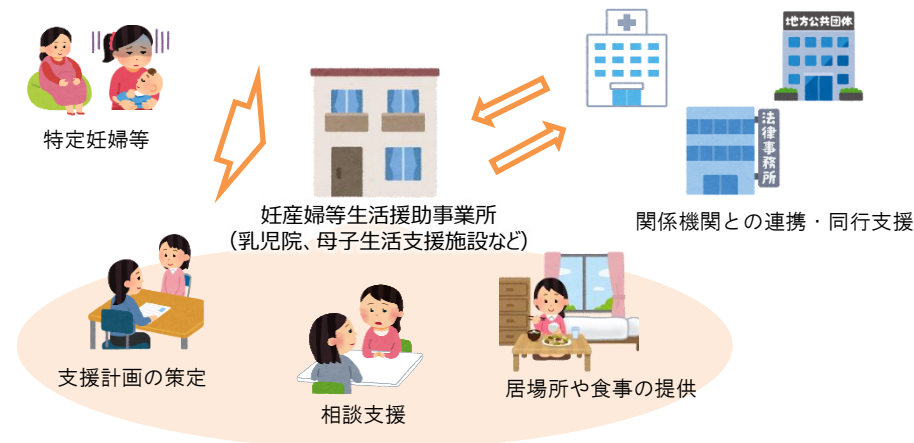 特定妊婦等
地方公共団体
法律事務所
関係機関との連携・同行支援
妊産婦等生活援助事業所
（乳児院、母子生活支援施設など）
支援計画の策定
相談支援
居場所や食事の提供